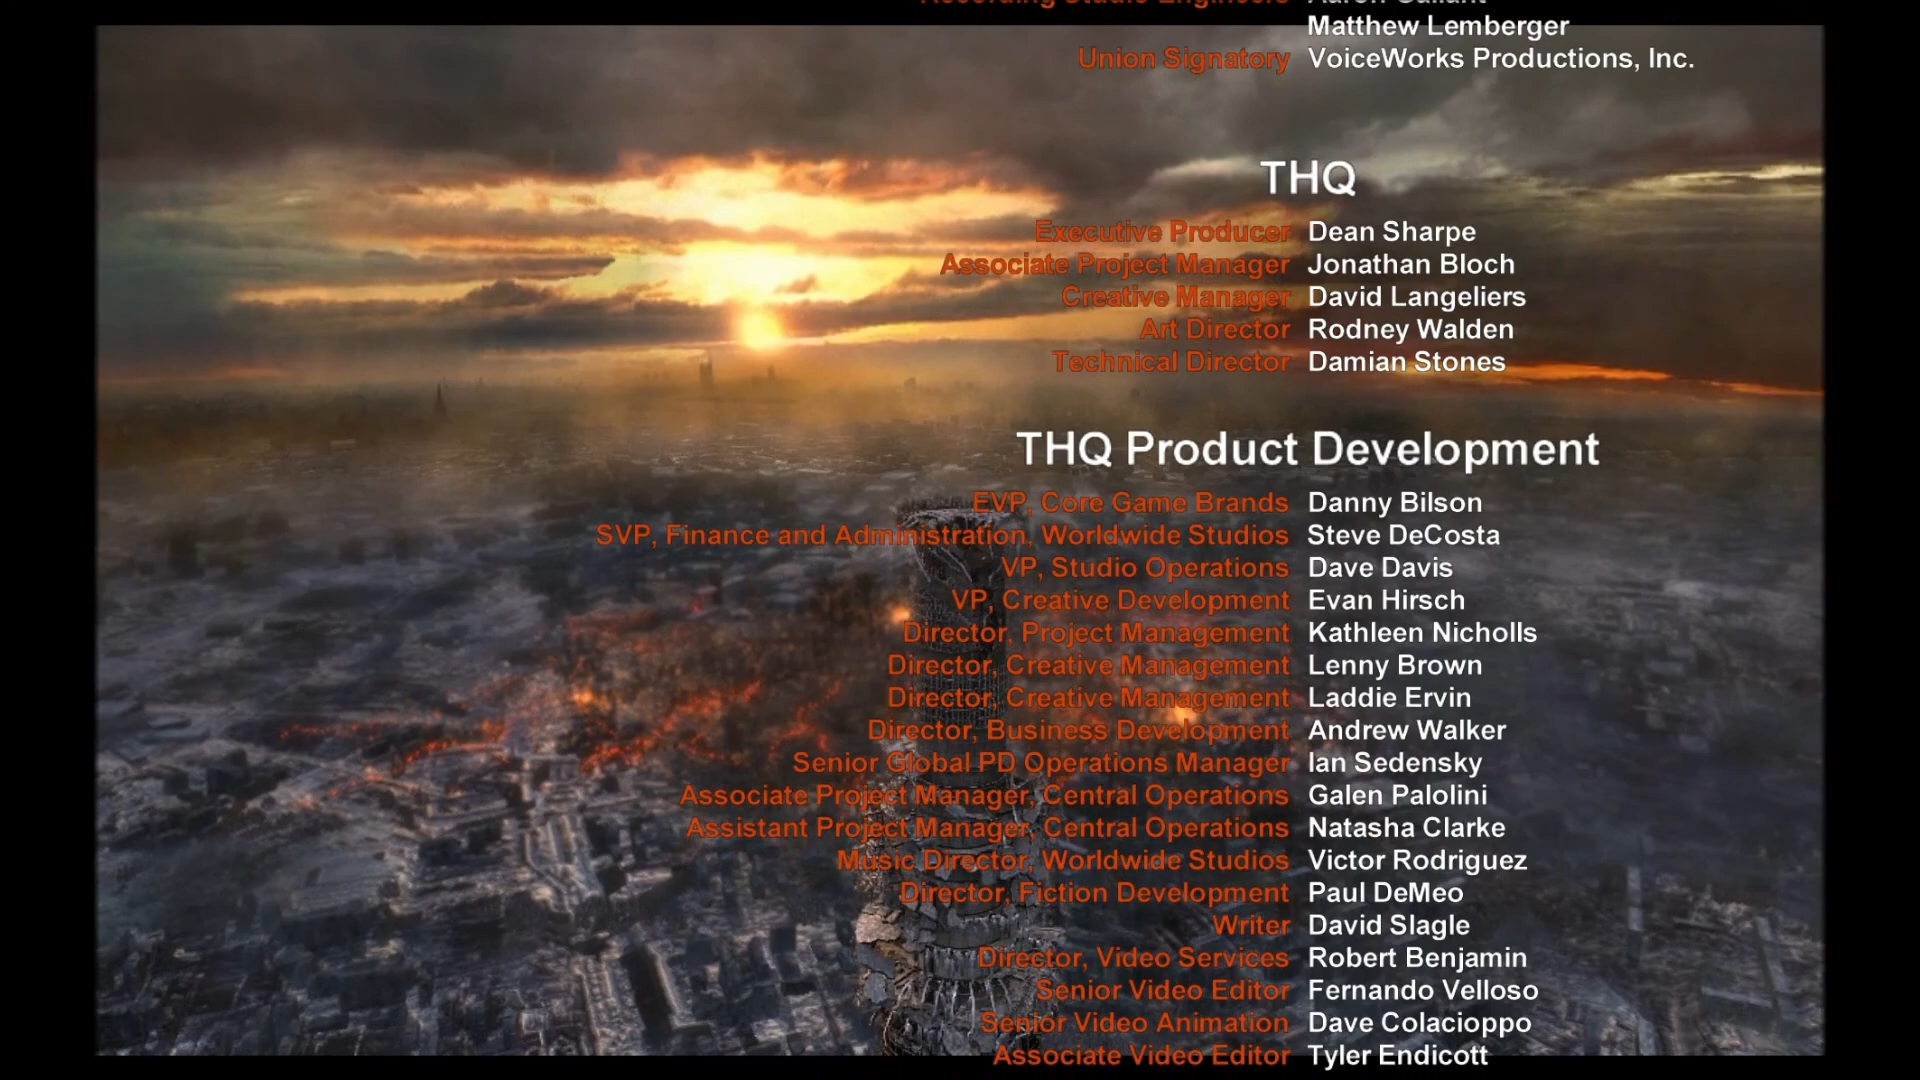 Recording Studio Engineers Aaron Gallant
Matthew Lemberger
Union Signatory VoiceWorks Productions, Inc.
THQ
Executive Producer Dean Sharpe
Associate Project Manager Jonathan Bloch
Creative Manager David Langeliers
Art Director Rodney Walden
Technical Director Damian Stones
THQ Product Development
EVP, Core Game Brands Danny Bilson
SVP, Finance and Administration, Worldwide Studios Steve DeCosta
VP, Studio Operations Dave Davis
VP, Creative Development Evan Hirsch
Director, Project Management Kathleen Nicholls
Director, Creative Management Lenny Brown
Director, Creative Management Laddie Ervin
Director, Business Development Andrew Walker
Senior Global PD Operations Manager Ian Sedensky
Associate Project Manager, Central Operations Galen Palolini
Assistant Project Manager, Central Operations Natasha Clarke
Music Director, Worldwide Studios Victor Rodriguez
Director, Fiction Development Paul DeMeo
Writer David Slagle
Director, Video Services Robert Benjamin
Senior Video Editor Fernando Velloso
Senior Video Animation Dave Colacioppo
Associate Video Editor Tyler Endicott